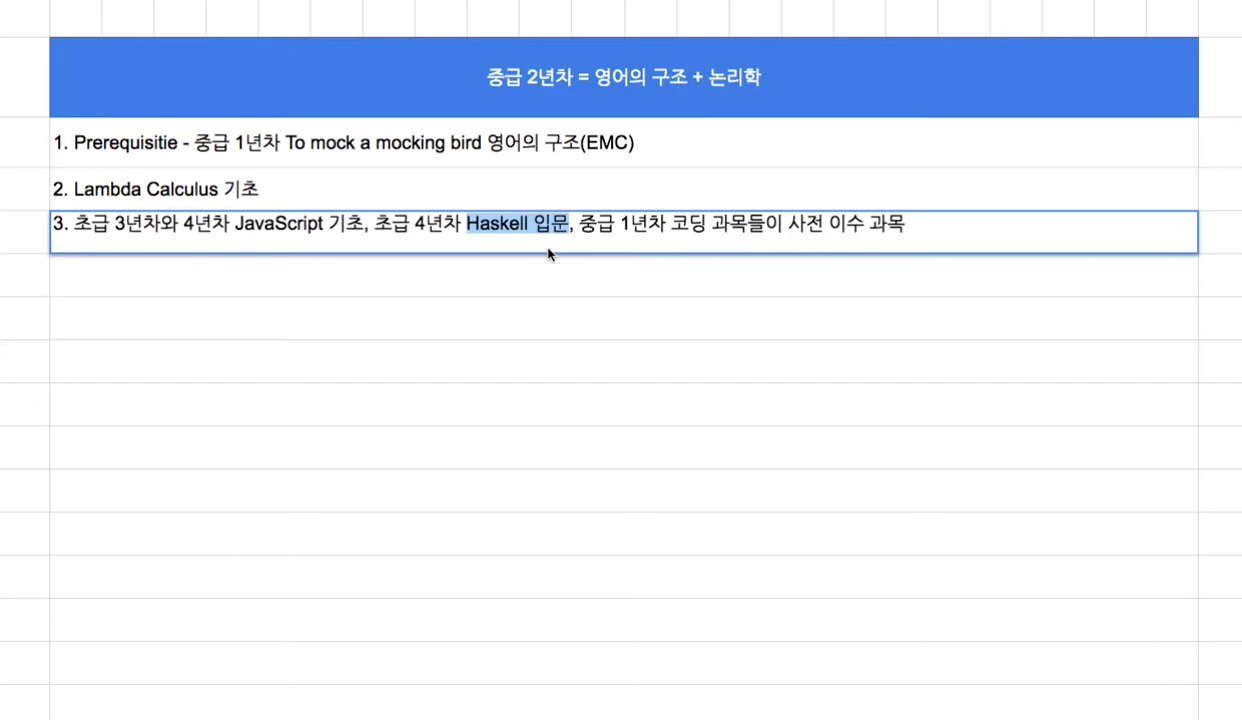 중급 2년차 = 영어의 구조 + 논리학
1. Prerequisitie - 중급 1년차 To mock a mocking bird 영어의 구조(EMC)
2. Lambda Calculus 기초
3. 초급 3년차와 4년차 JavaScript 기초, 초급 4년차 Haskell 입문, 중급 1년차 코딩 과목들이 사전 이수 과목